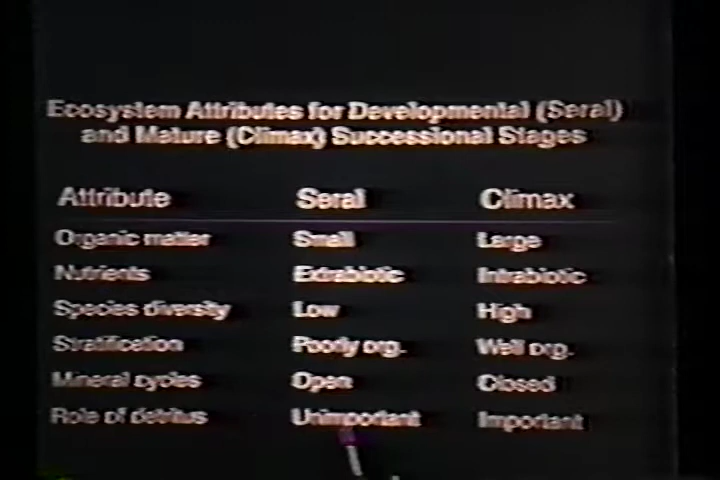 Ecosystem Attributes for Developmental (Seral)
and Mature (Climax) Successional Stages
Attribute Seral Climax
Organic matter Small Large
Nutrients Extrabiotic Intrabiotic
Species diversity Low High
Stratification Poorly org. Well org.
Mineral cycles Open Closed
Role of detritus Unimportant Important